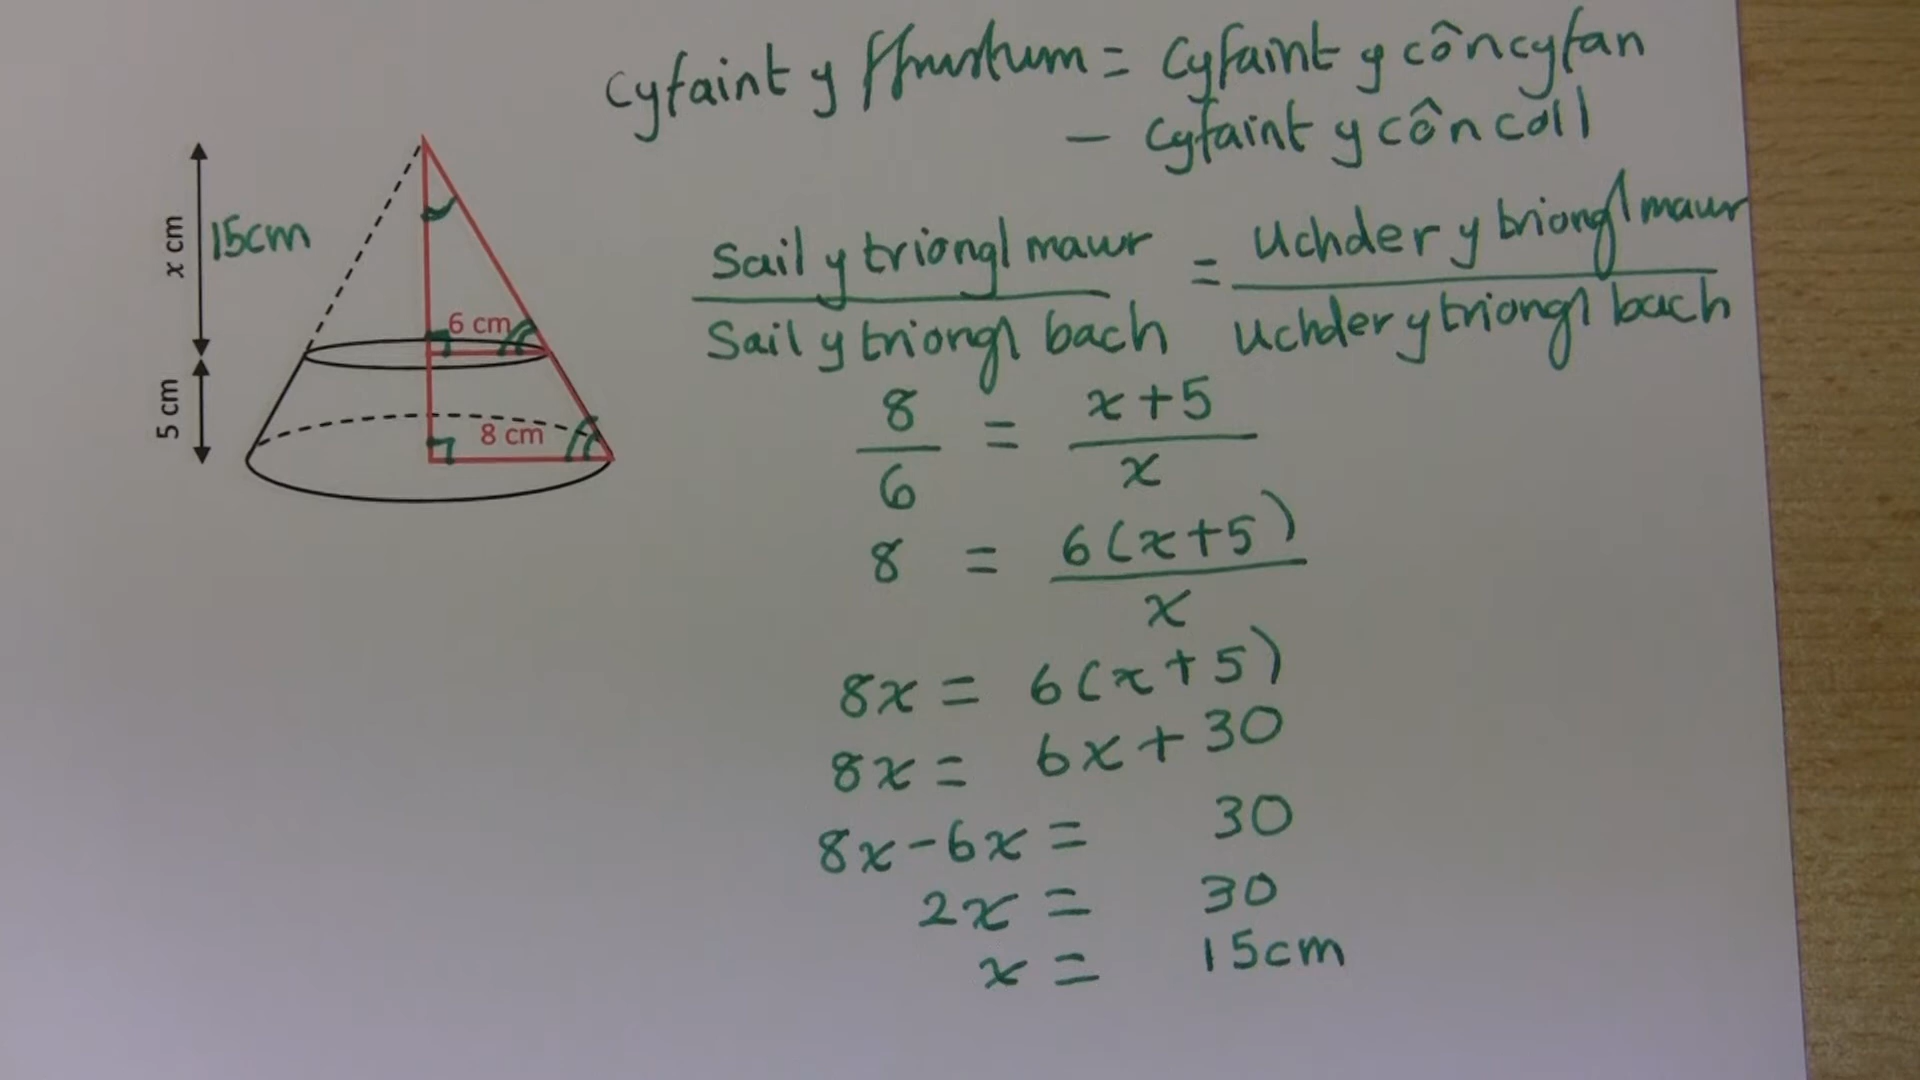 Cyfaint y ffrwstwm = Cyfaint y côn cyfan
- Cyfaint y côn coll
Sail y triongl mawr = Uchder y triongl mawr
Sail y triongl bach Uchder y triongl bach
x cm
15cm
6 cm
5 cm
8 cm
8 = x+5
6 x
8 = 6(x+5)
x
8x = 6(x+5)
8x = 6x + 30
8x-6x = 30
2x = 30
x = 15cm